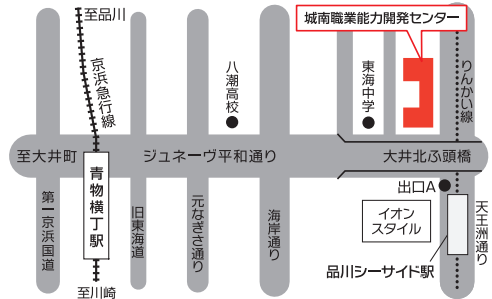 至品川
城南職業能力開発センター
京浜急行線
八潮高校
東海中学
りんかい線
至大井町
ジュネーヴ平和通り
大井北ふ頭橋
青物横丁駅
出口A
第一京浜国道
旧東海道
元なぎさ通り
海岸通り
イオン
スタイル
天王洲通り
品川シーサイド駅
至川崎